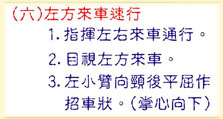 (六)左方來車速行
1.指揮左右來車通行。
2.目視左方來車。
3.左小臂向頸後平屈作
招車狀。(掌心向下)